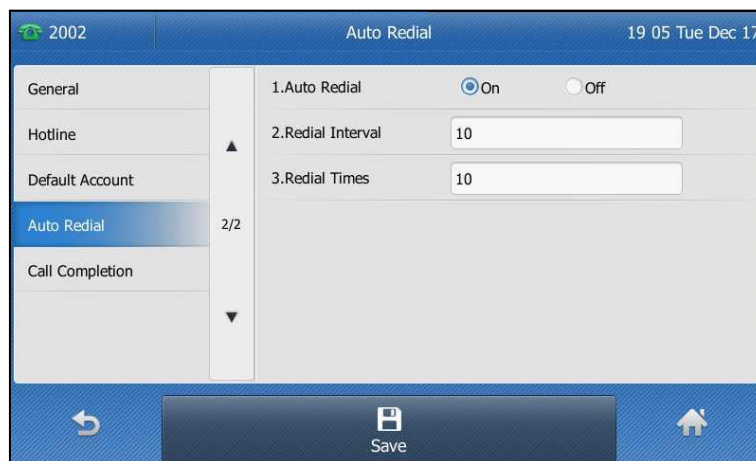 2002 Auto Redial 19 05 Tue Dec 17
General
Hotline
Default Account
Auto Redial
Call Completion
2/2
1.Auto Redial On Off
2.Redial Interval 10
3.Redial Times 10
Save